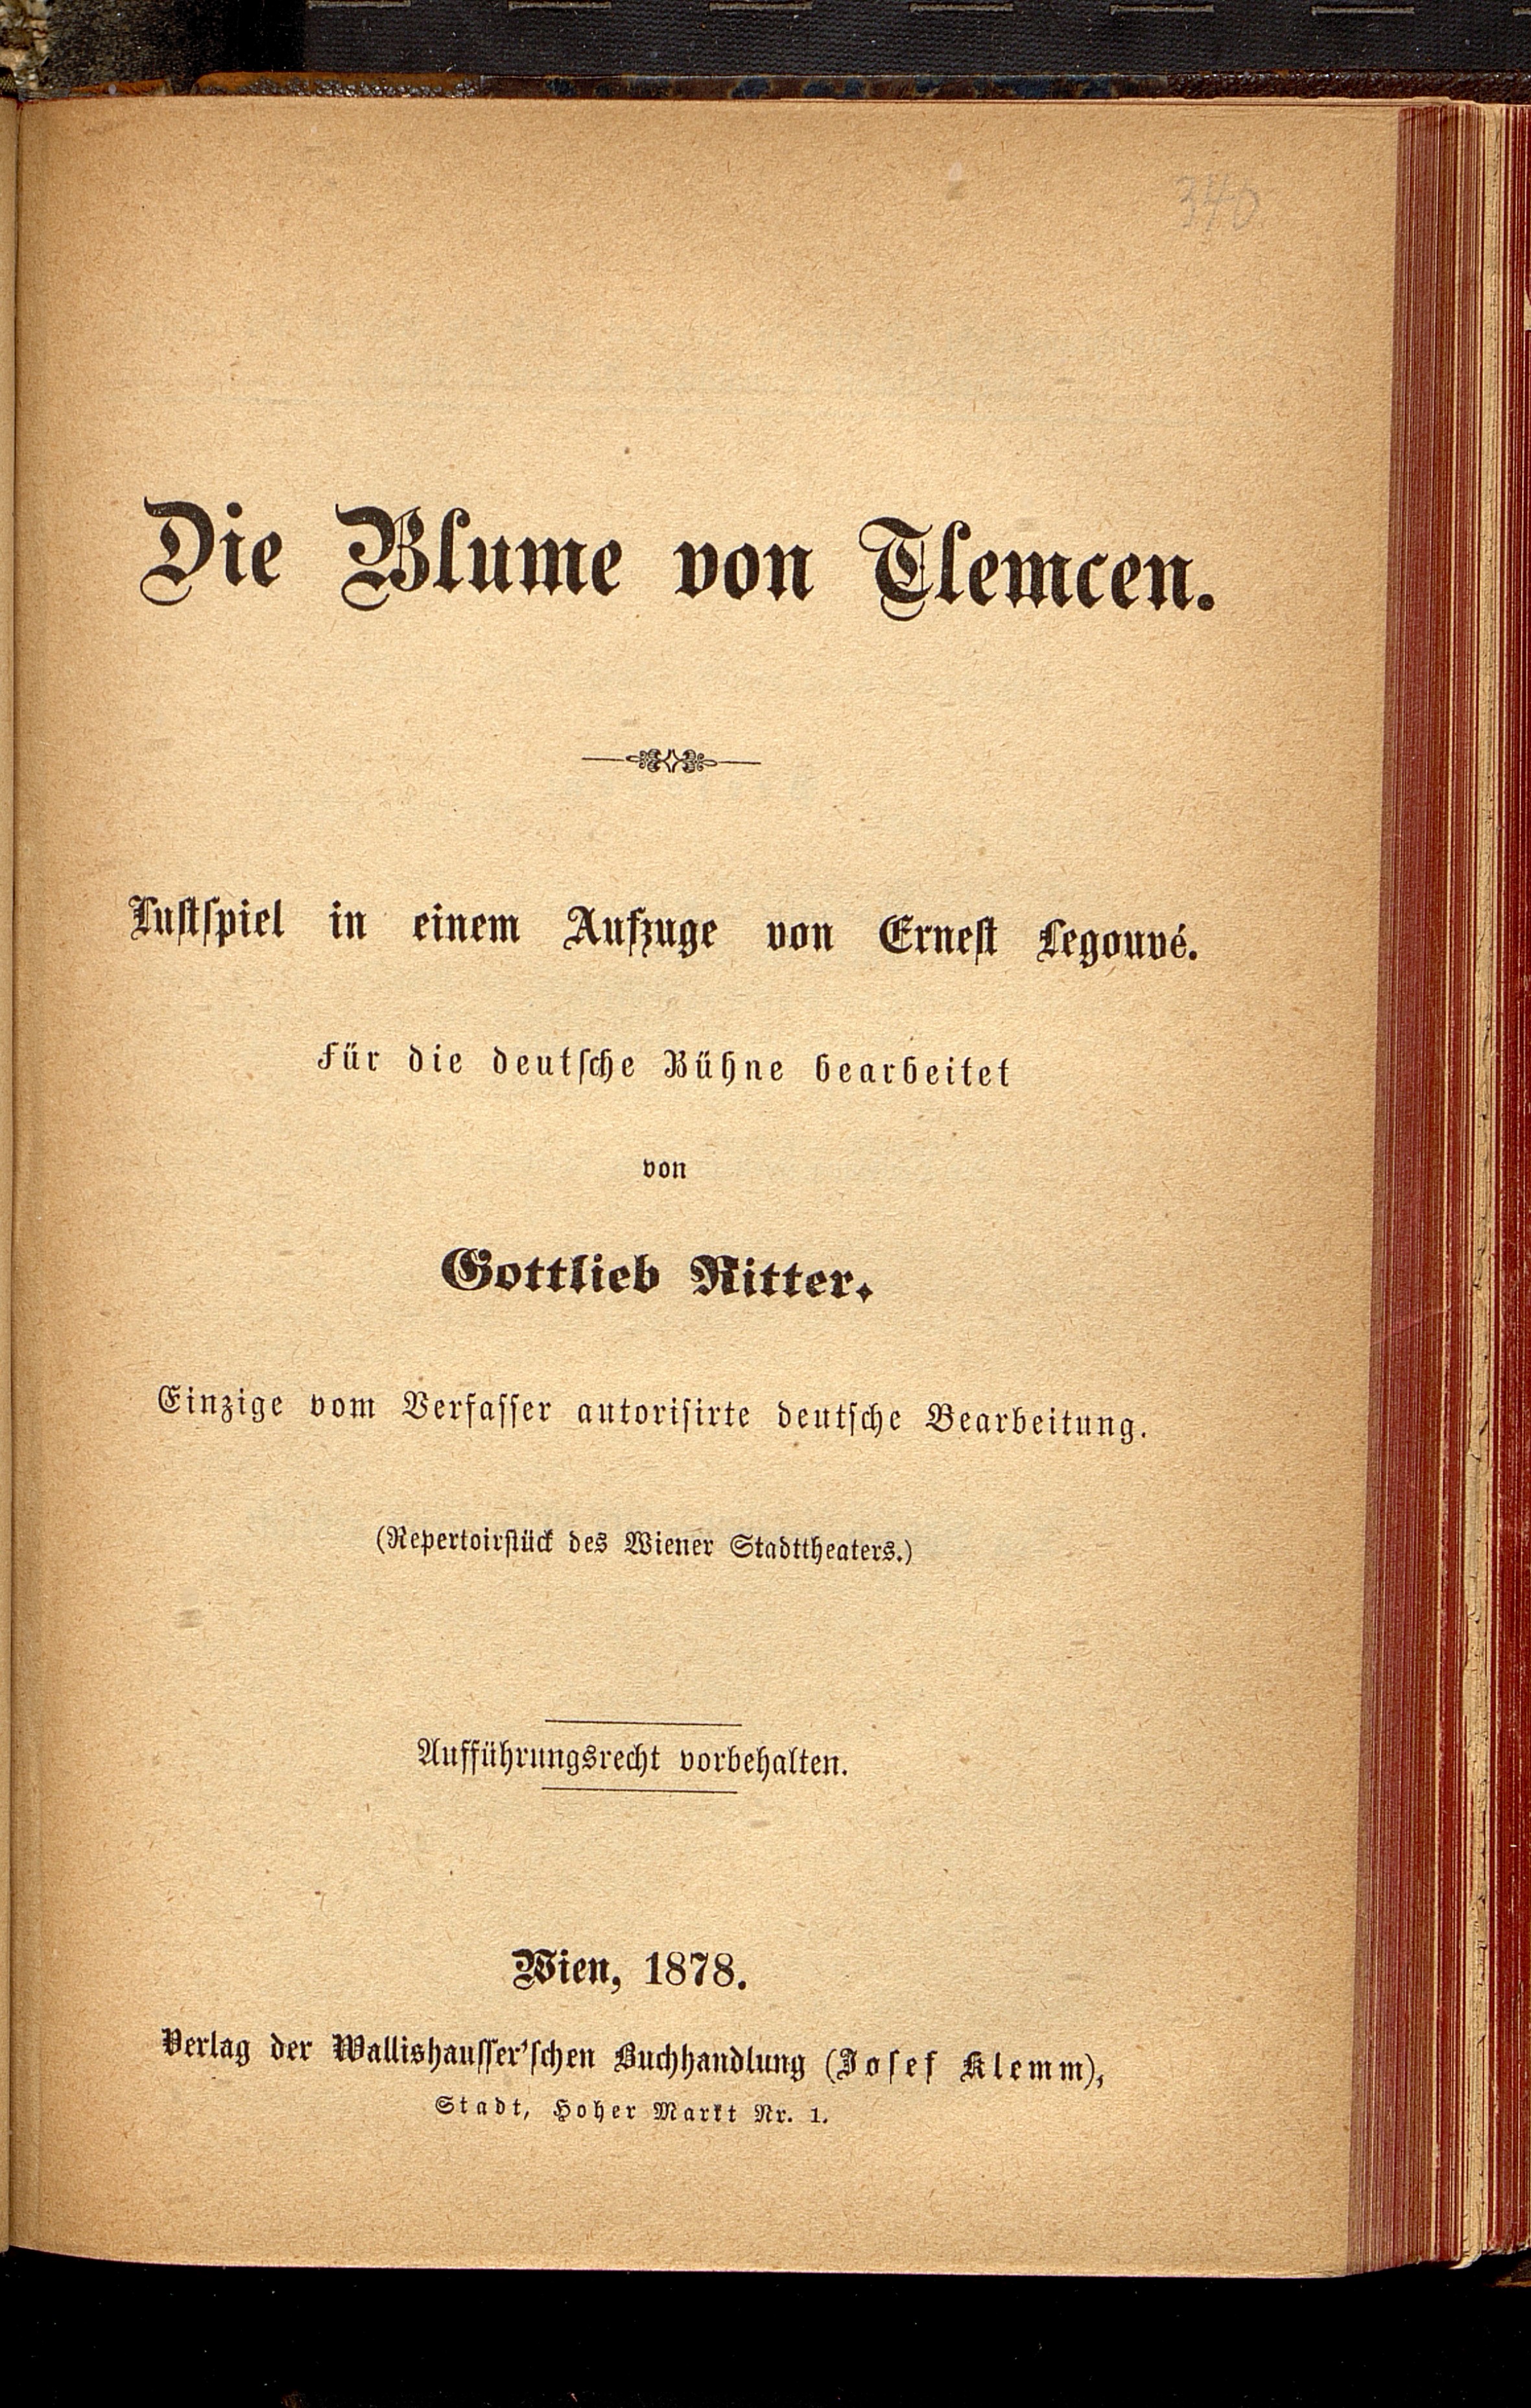 340
Die Blume von Tlemcen.
Lustspiel in einem Aufzuge von Ernest Legouvé.
Für die deutsche Bühne bearbeitet
von
Gottlieb Ritter.
Einzige vom Verfasser autorisirte deutsche Bearbeitung.
(Repertoirstück des Wiener Stadttheaters.)
Aufführungsrecht vorbehalten.
Wien, 1878.
Verlag der Wallishausser'schen Buchhandlung (Josef Klemm),
Stadt, Hoher Markt Nr. 1.